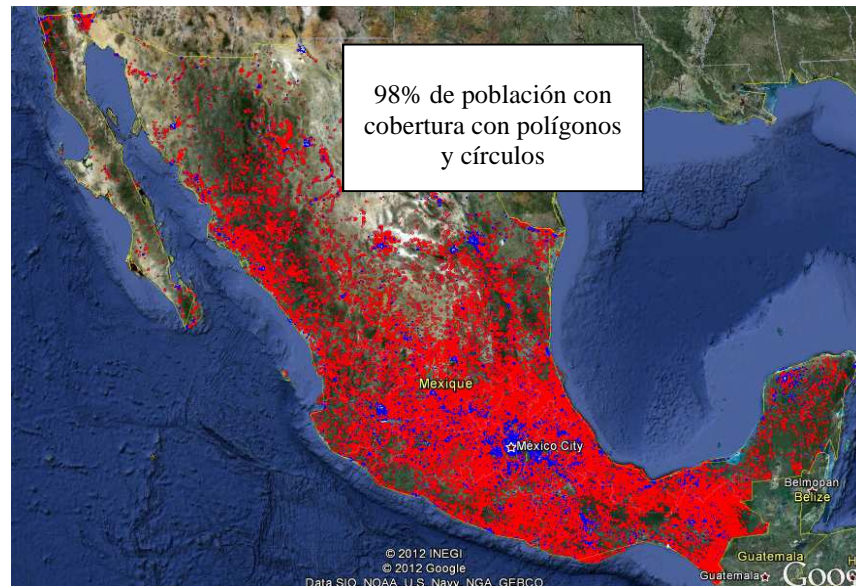 98% de población con
cobertura con polígonos
y círculos
Mexique
Mexico City
Belmopan
Belize
Guatemala
Guatemala
© 2012 INEGI
© 2012 Google
Data SIO, NOAA, U.S. Navy, NGA, GEBCO